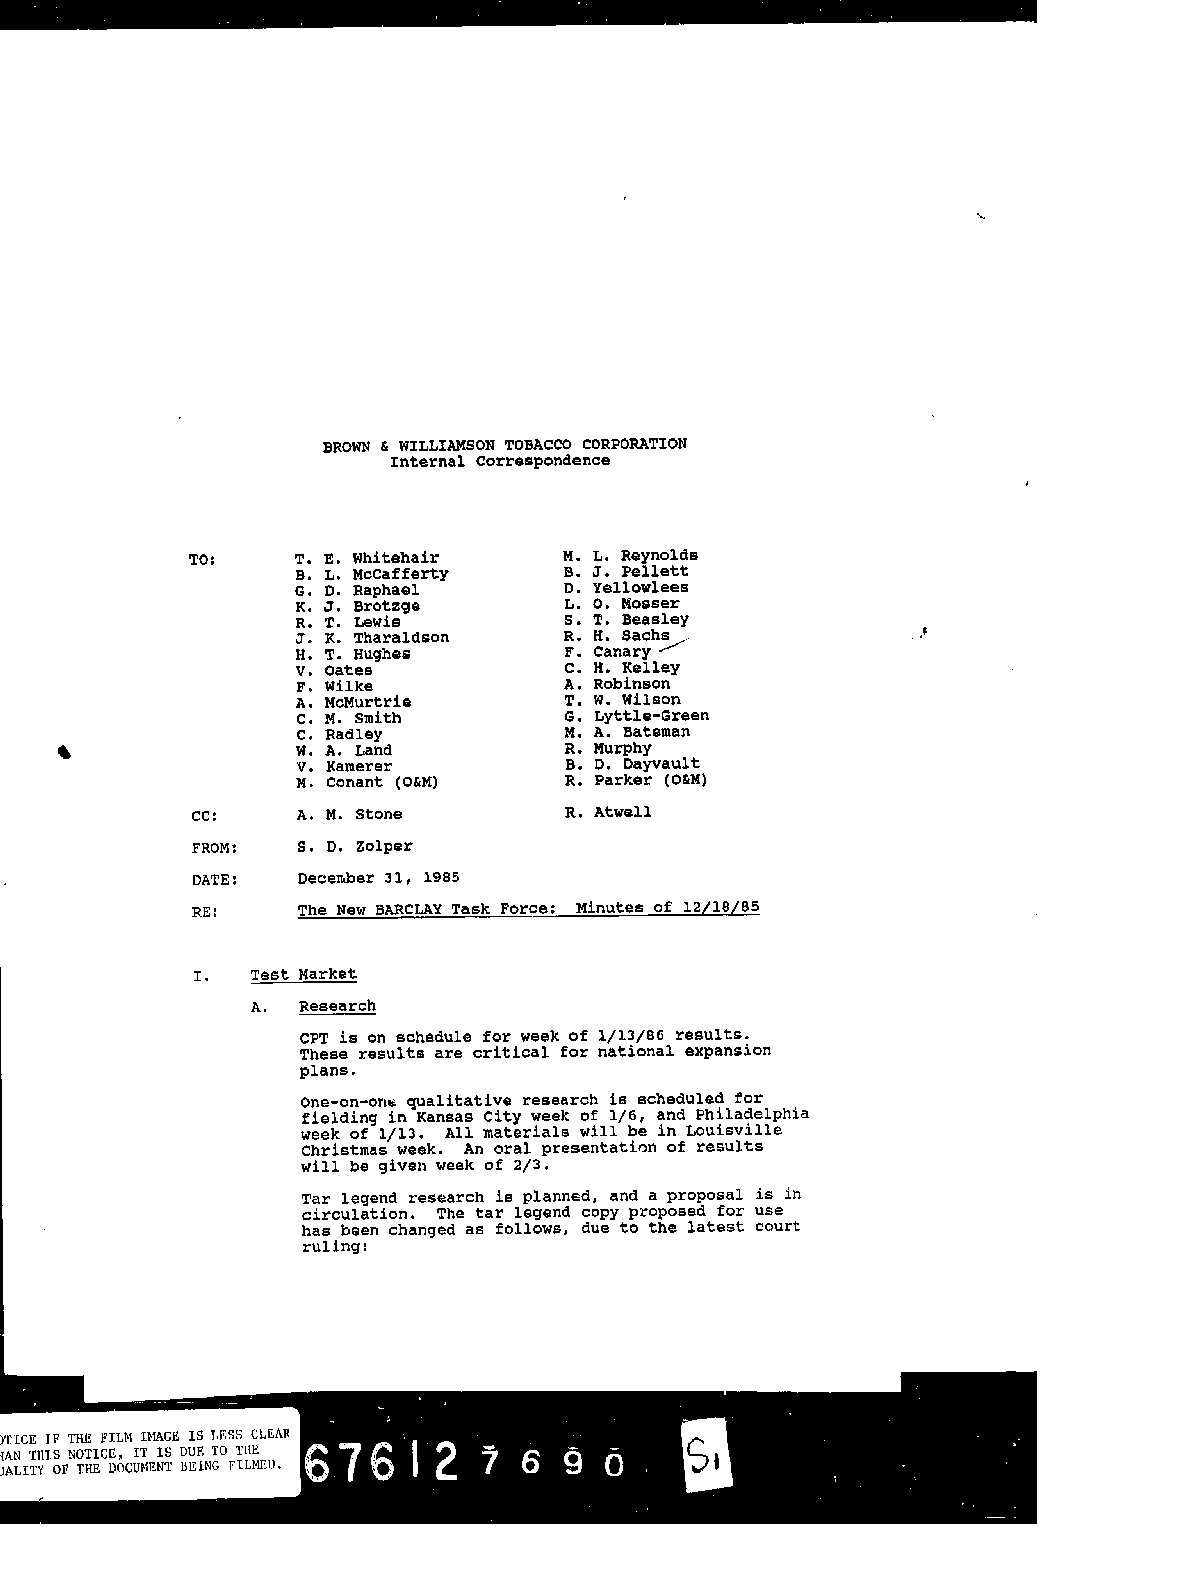 BROWN & WILLIAMSON TOBACCO CORPORATION
Internal Correspondence
TO: T. E. Whitehair M. L. Reynolds
B. L. McCafferty B. J. Pellett
G. D. Raphael D. Yellowlees
K. J. Brotzge L. O. Mosser
R. T. Lewis S. T. Beasley
J. K. Tharaldson R. H. Sachs
H. T. Hughes F. Canary
V. Oates C. H. Kelley
F. Wilke A. Robinson
A. McMurtrie T. W. Wilson
C. M. Smith G. Lyttle-Green
C. Radley M. A. Bateman
W. A. Land R. Murphy
V. Kamerer B. D. Dayvault
M. Conant (O&M) R. Parker (O&M)
CC: A. M. Stone R. Atwell
FROM: S. D. Zolper
DATE: December 31, 1985
RE: The New BARCLAY Task Force: Minutes of 12/18/85
I. Test Market
A. Research
CPT is on schedule for week of 1/13/86 results.
These results are critical for national expansion
plans.
One-on-one qualitative research is scheduled for
fielding in Kansas City week of 1/6, and Philadelphia
week of 1/13. All materials will be in Louisville
Christmas week. An oral presentation of results
will be given week of 2/3.
Tar legend research is planned, and a proposal is in
circulation. The tar legend copy proposed for use
has been changed as follows, due to the latest court
ruling:
OTICE IF THE FILM IMAGE IS LESS CLEAR
HAN THIS NOTICE, IT IS DUE TO THE
UALITY OF THE DOCUMENT BEING FILMED.
67612 7690 S1